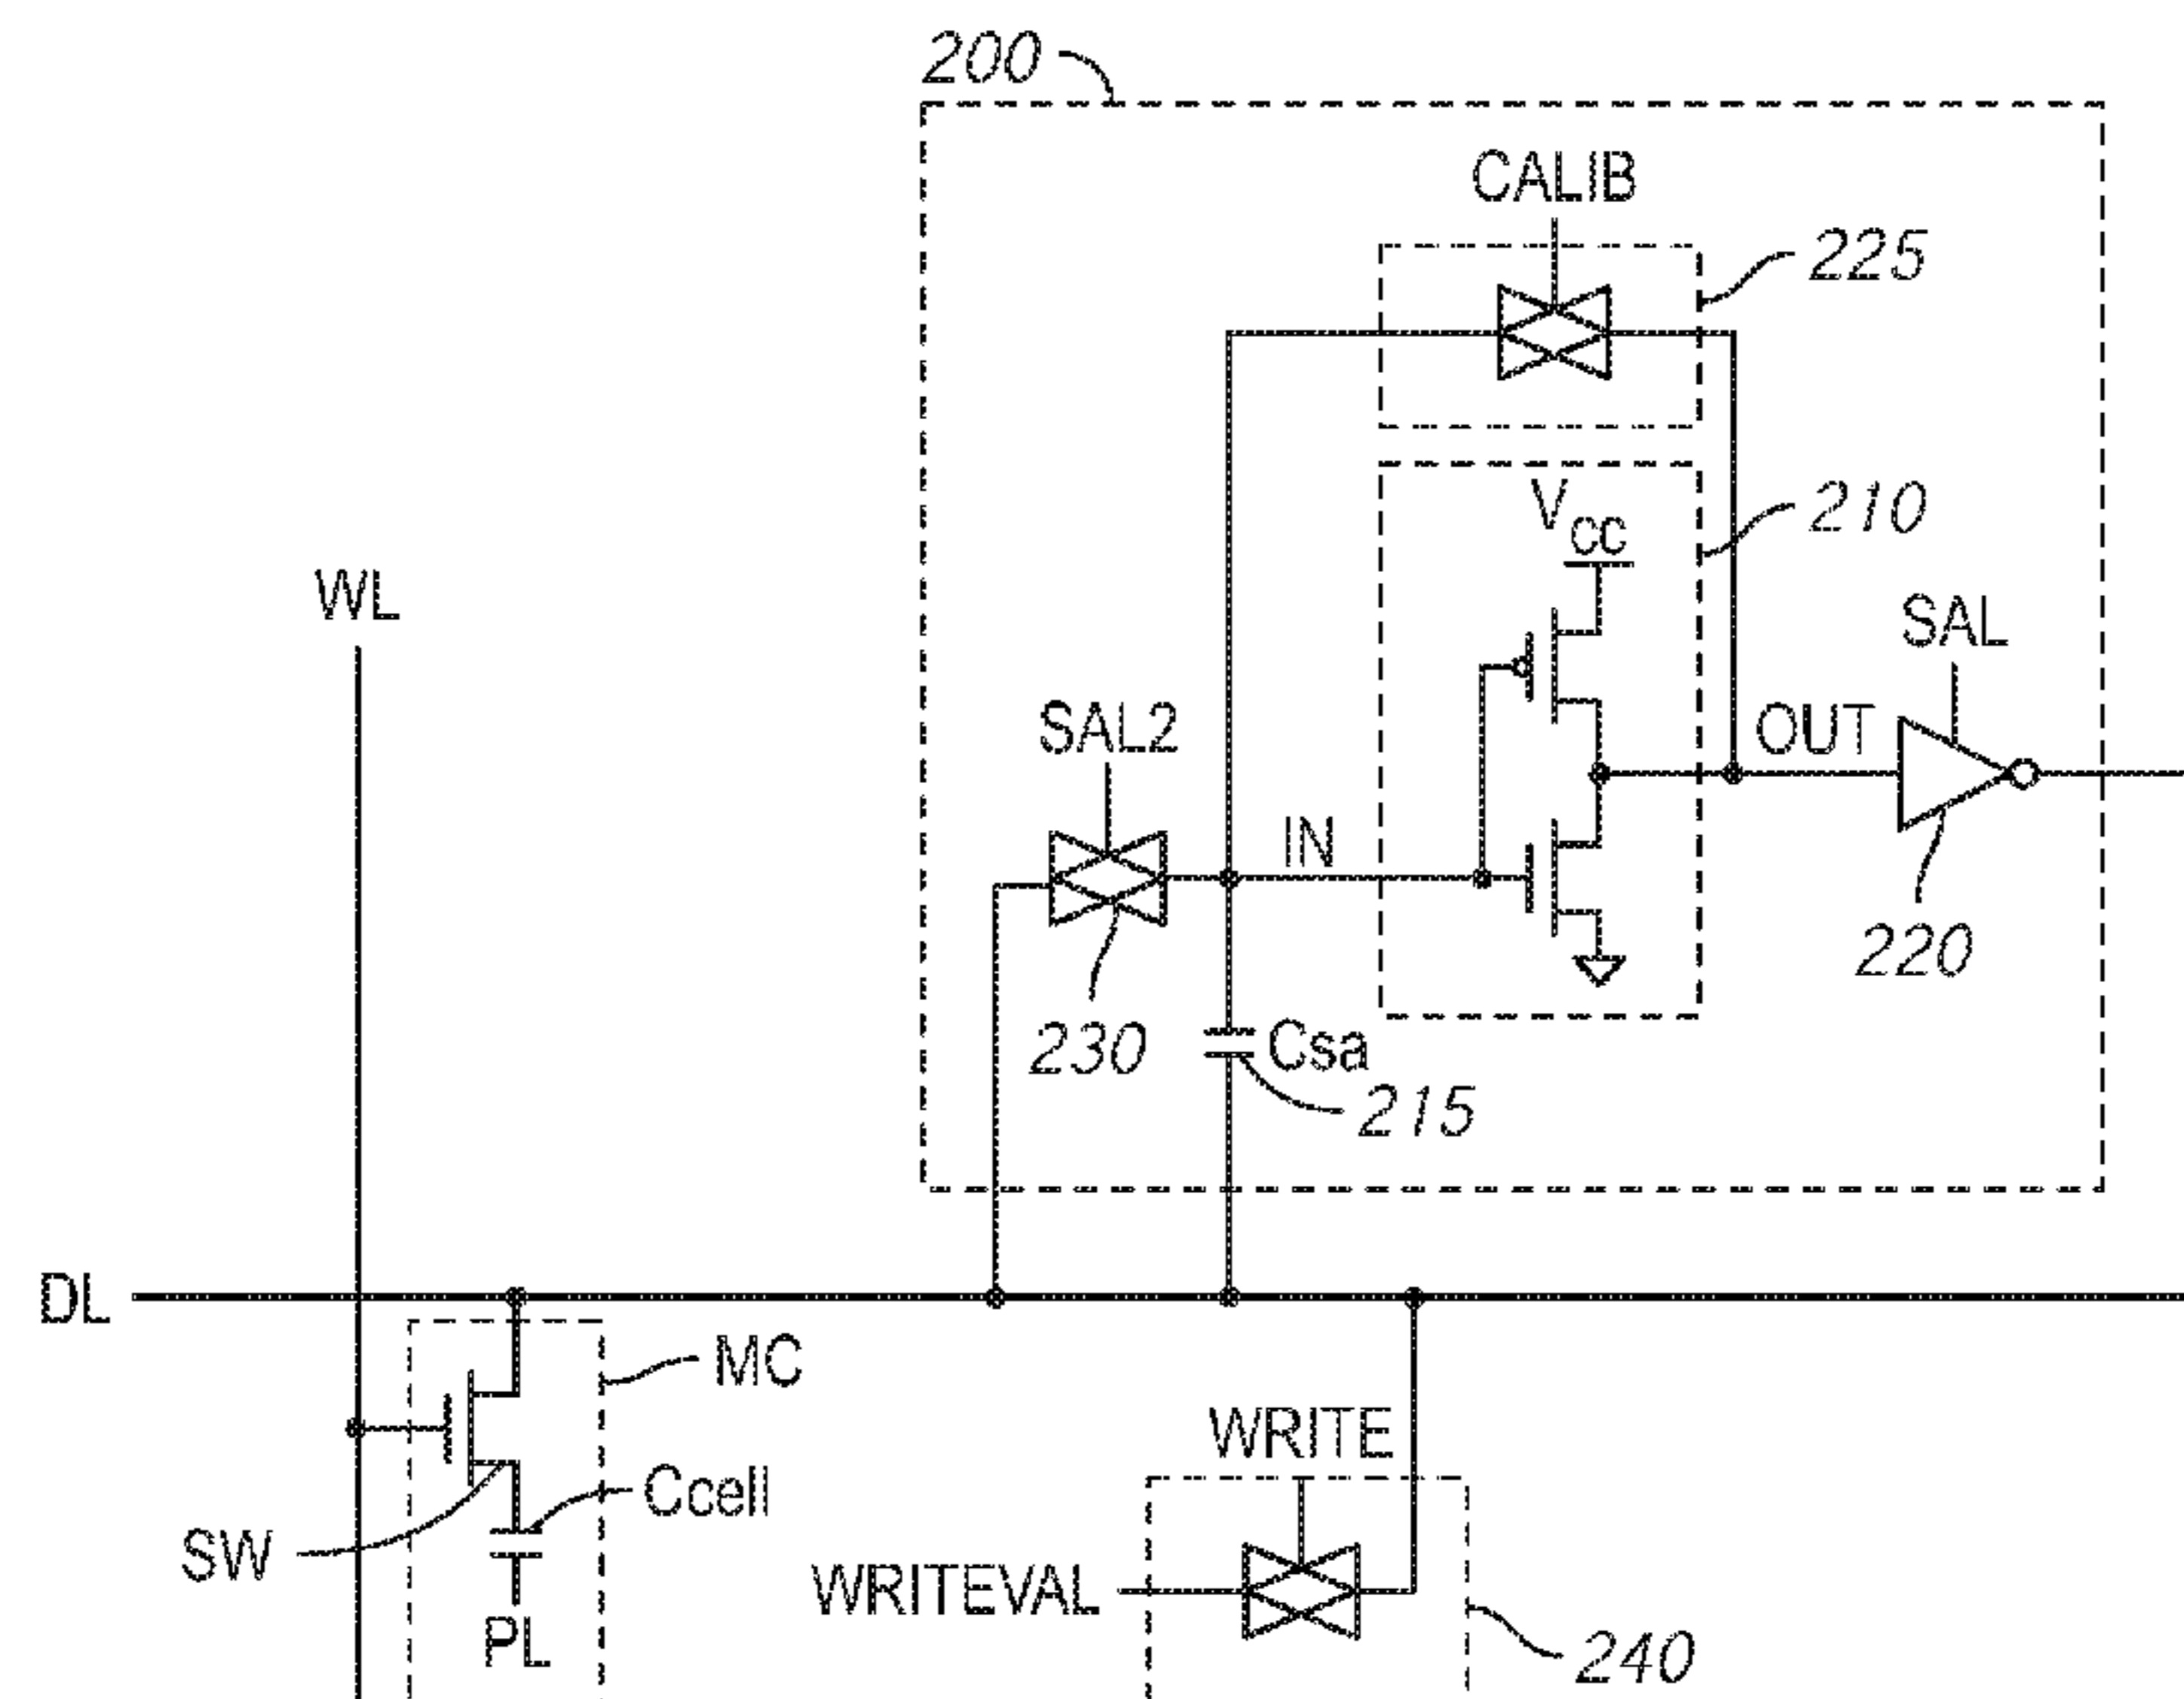 200
CALIB
225
VCC
210
WL
SAL
SAL2
OUT
IN
220
230
Csa
215
DL
MC
WRITE
Ccell
SW
WRITEVAL
PL
240